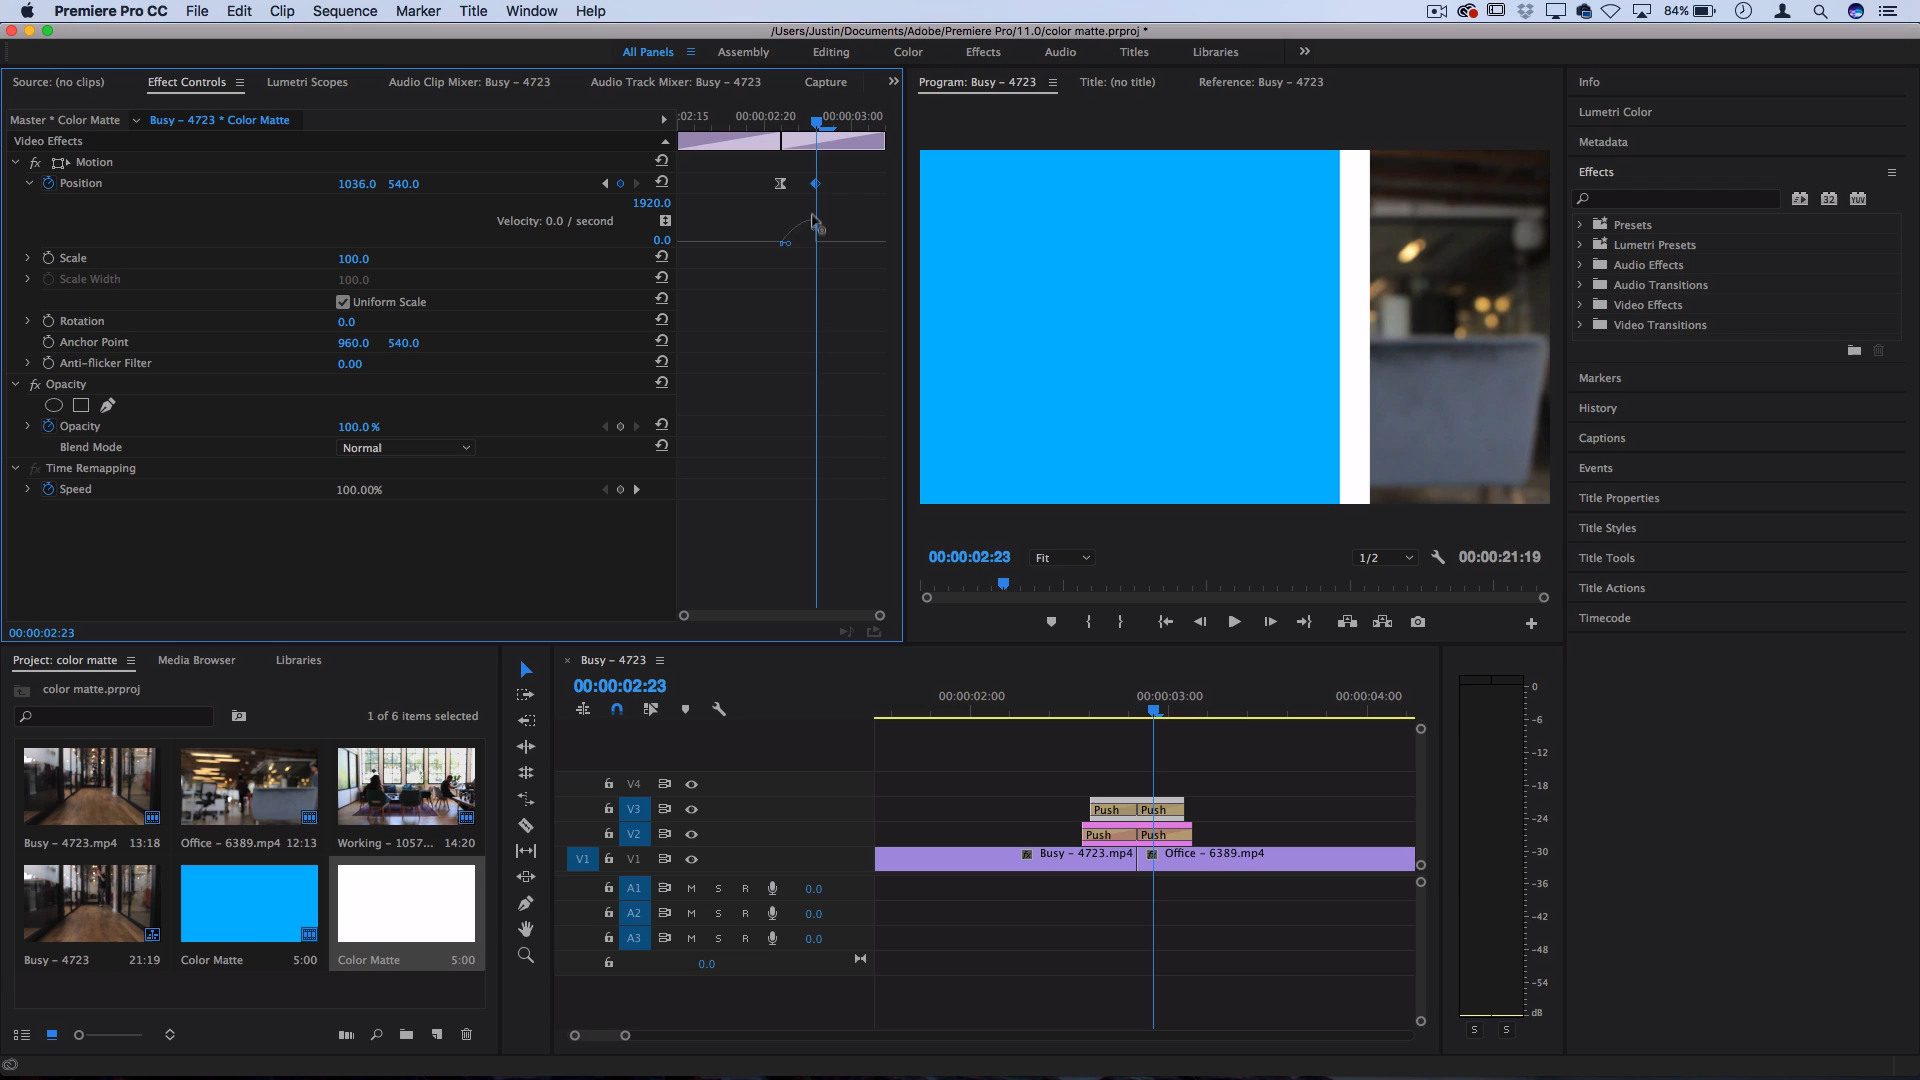 Premiere Pro CC File Edit Clip Sequence Marker Title Window Help 84%
/Users/Justin/Documents/Adobe/Premiere Pro/11.0/color matte.prproj *
All Panels Assembly Editing Color Effects Audio Titles Libraries
Source: (no clips) Effect Controls Lumetri Scopes Audio Clip Mixer: Busy - 4723 Audio Track Mixer: Busy - 4723 Capture
Master * Color Matte Busy - 4723 * Color Matte
:02:15 00:00:02:20 00:00:03:00
Video Effects
fx Motion
Position 1036.0 540.0
1920.0
Velocity: 0.0 / second
0.0
Scale 100.0
Scale Width 100.0
Uniform Scale
Rotation 0.0
Anchor Point 960.0 540.0
Anti-flicker Filter 0.00
fx Opacity
Opacity 100.0 %
Blend Mode Normal
fx Time Remapping
Speed 100.00%
00:00:02:23
Program: Busy - 4723 Title: (no title) Reference: Busy - 4723
00:00:02:23 Fit 1/2 00:00:21:19
Info
Lumetri Color
Metadata
Effects
32 YUV
Presets
Lumetri Presets
Audio Effects
Audio Transitions
Video Effects
Video Transitions
Markers
History
Captions
Events
Title Properties
Title Styles
Title Tools
Title Actions
Timecode
Project: color matte Media Browser Libraries
color matte.prproj
1 of 6 items selected
Busy - 4723.mp4 13:18 Office - 6389.mp4 12:13 Working - 1057... 14:20
Busy - 4723 21:19 Color Matte 5:00 Color Matte 5:00
× Busy - 4723
00:00:02:23
00:00:02:00 00:00:03:00 00:00:04:00
V4
V3 Push Push
V2 Push Push
V1 V1 fx Busy - 4723.mp4 fx Office - 6389.mp4
A1 M S R 0.0
A2 M S R 0.0
A3 M S R 0.0
0.0
0
-6
-12
-18
-24
-30
-36
-42
-48
-54
dB
S S